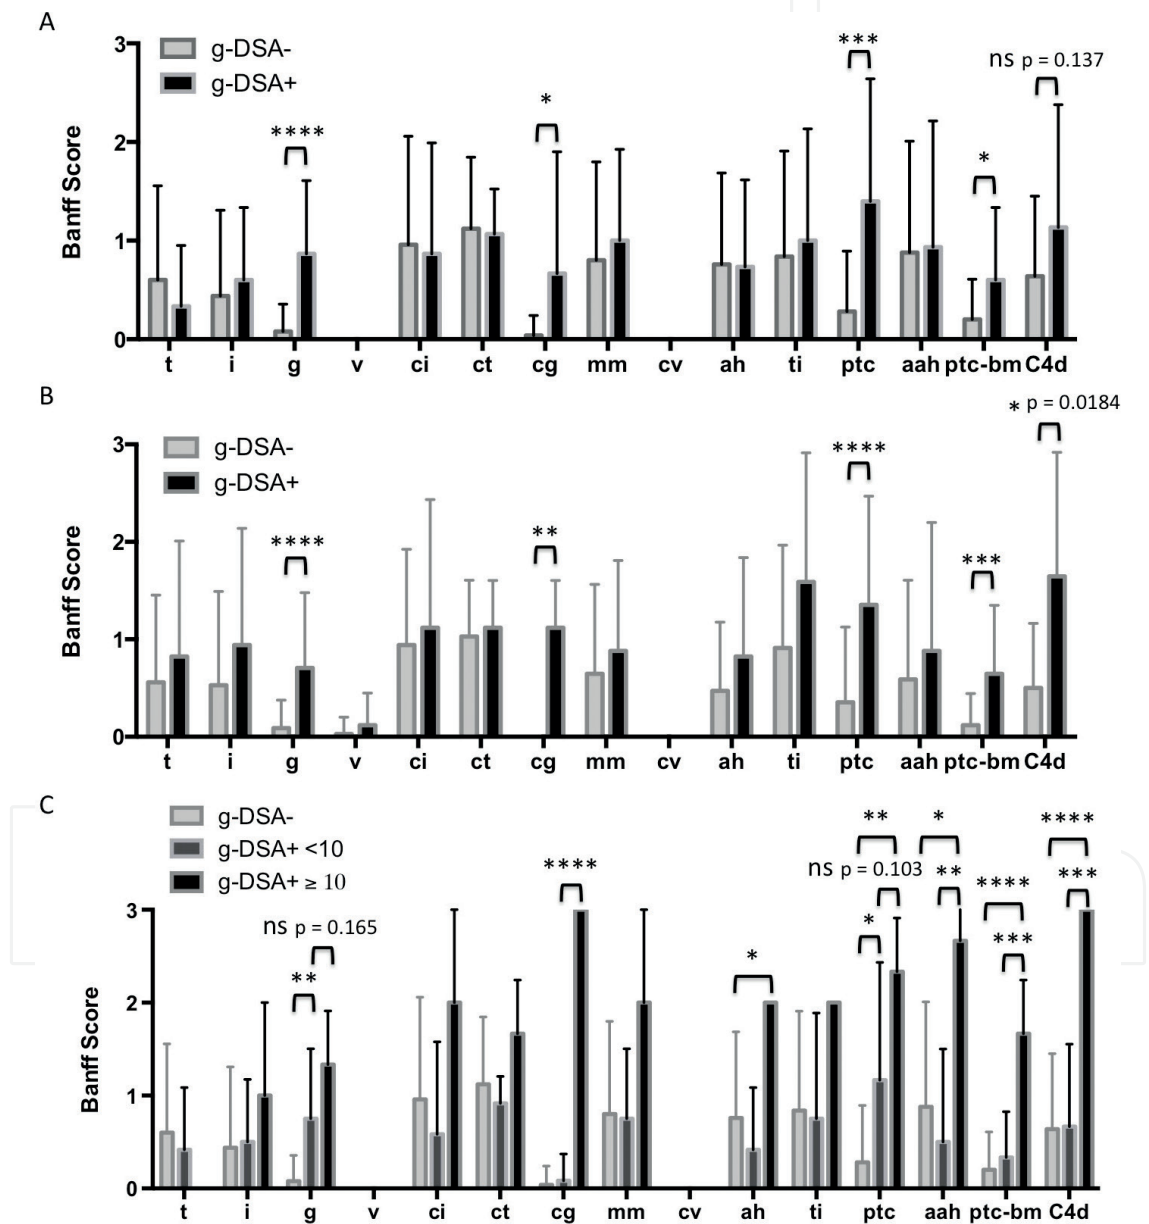 A
3
2
1
0
Banff Score
g-DSA-
g-DSA+
****
*
***
*
ns p = 0.137
t i g v ci ct cg mm cv ah ti ptc aah ptc-bm C4d
B
3
2
1
0
Banff Score
g-DSA-
g-DSA+
****
**
****
***
* p = 0.0184
t i g v ci ct cg mm cv ah ti ptc aah ptc-bm C4d
C
3
2
1
0
Banff Score
g-DSA-
g-DSA+ <10
g-DSA+ ≥ 10
ns p = 0.165
**
****
*
**
ns p = 0.103
*
*
**
****
***
****
***
t i g v ci ct cg mm cv ah ti ptc aah ptc-bm C4d